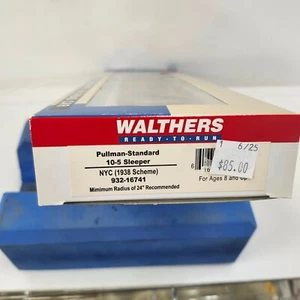 WALTHERS
READY-TO-RUN
Pullman-Standard
10-5 Sleeper
NYC (1938 Scheme)
932-16741
Mimimum Radius of 24" Recommended
6/25
$85.00
For Ages 8 and